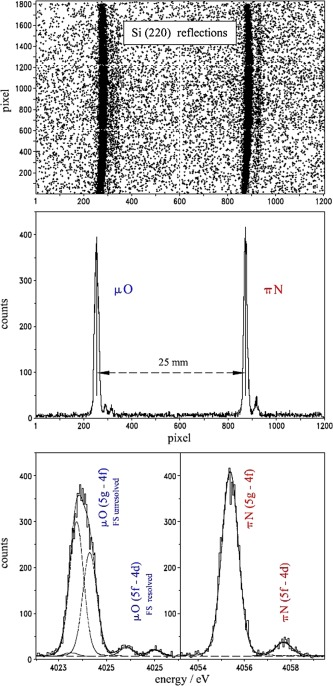 1800
1600
Si (220) reflections
1400
1200
1000
pixel
800
600
400
200
1 200 400 600 800 1000 1200
400
300
μO πN
counts
200
25 mm
100
0
1 200 400 600 800 1000 1200
pixel
400
μO (5g - 4f)
FS unresolved
πN (5g - 4f)
300
counts
200
μO (5f - 4d)
FS resolved
πN (5f - 4d)
100
0
4023 4025 4025 4054 4056 4058
energy / eV